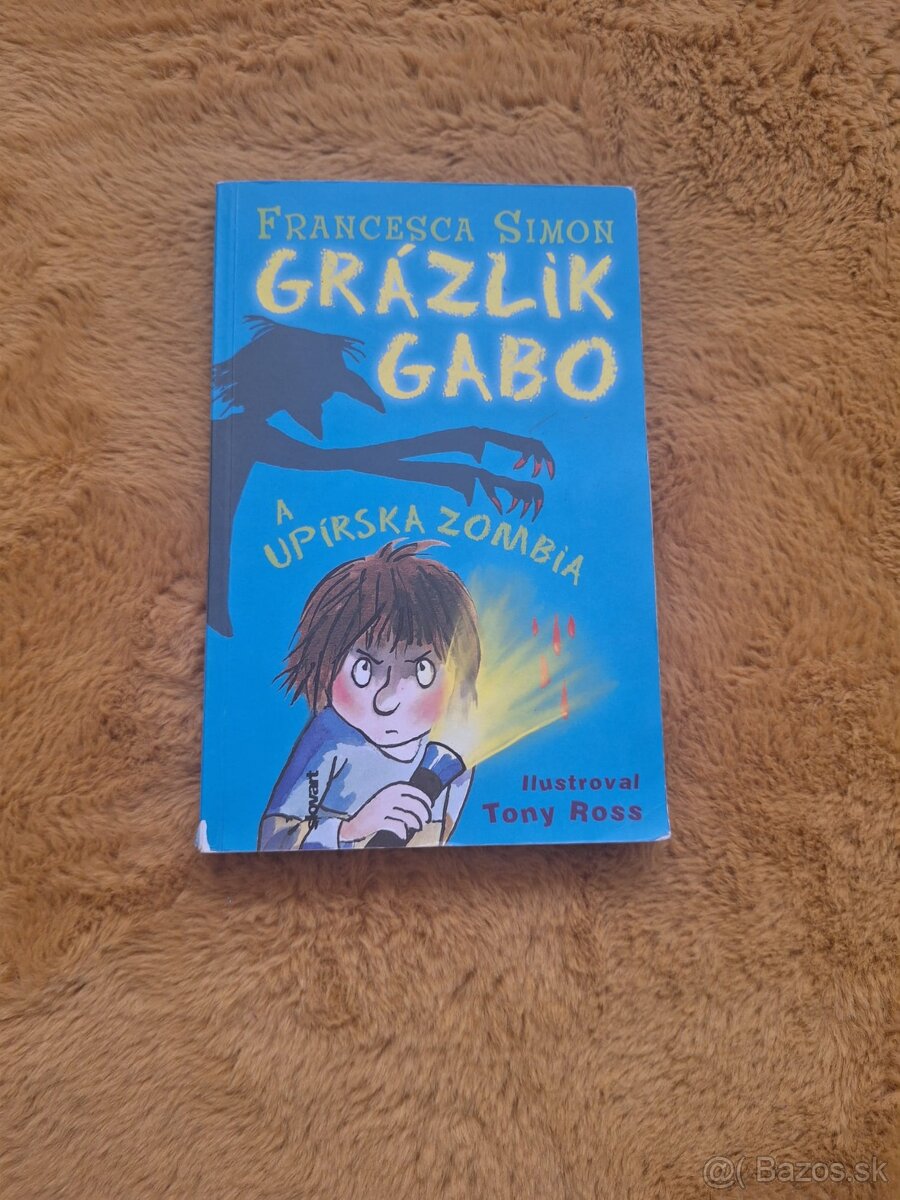 FRANCESCA SIMON
GRÁZLIK
GABO
A
UPÍRSKA ZOMBIA
Ilustroval
Tony Ross
slovart
@( Bazos.sk